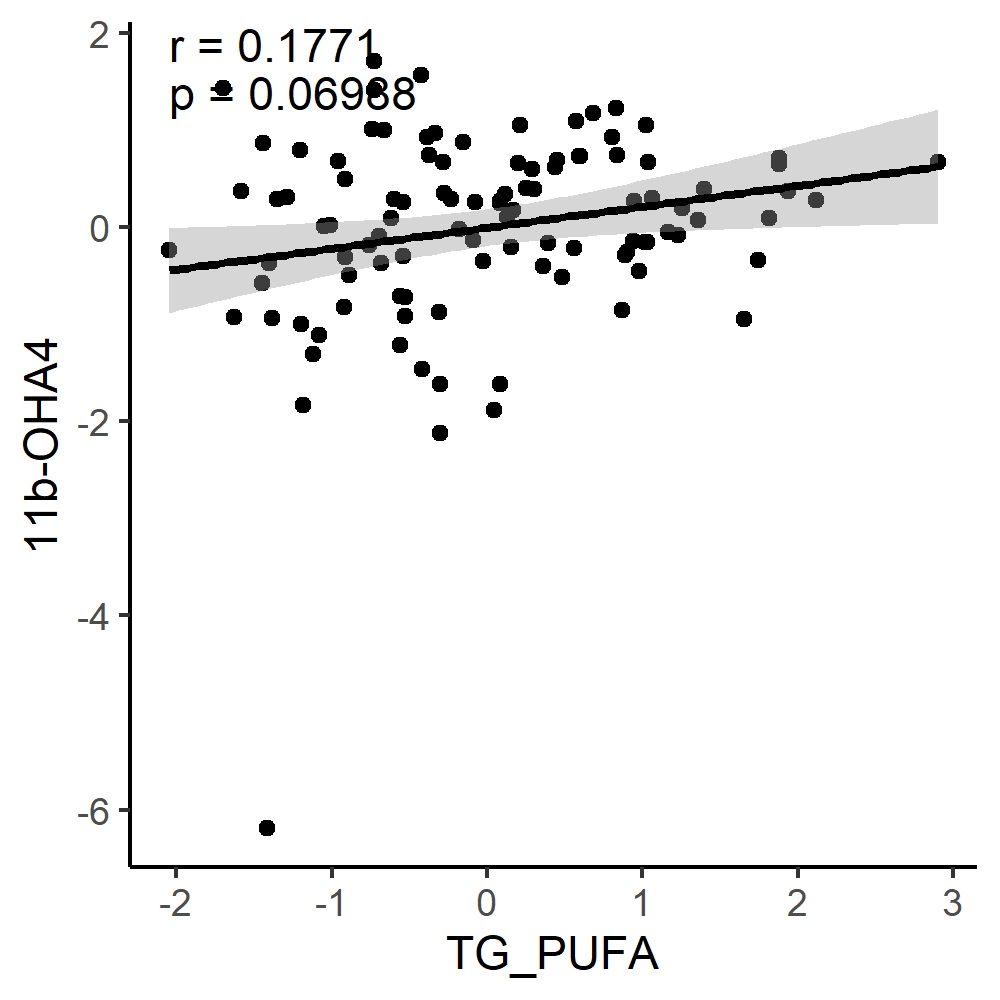 r = 0.1771
p = 0.06988
2
0
-2
-4
-6
11b-OHA4
-2 -1 0 1 2 3
TG_PUFA